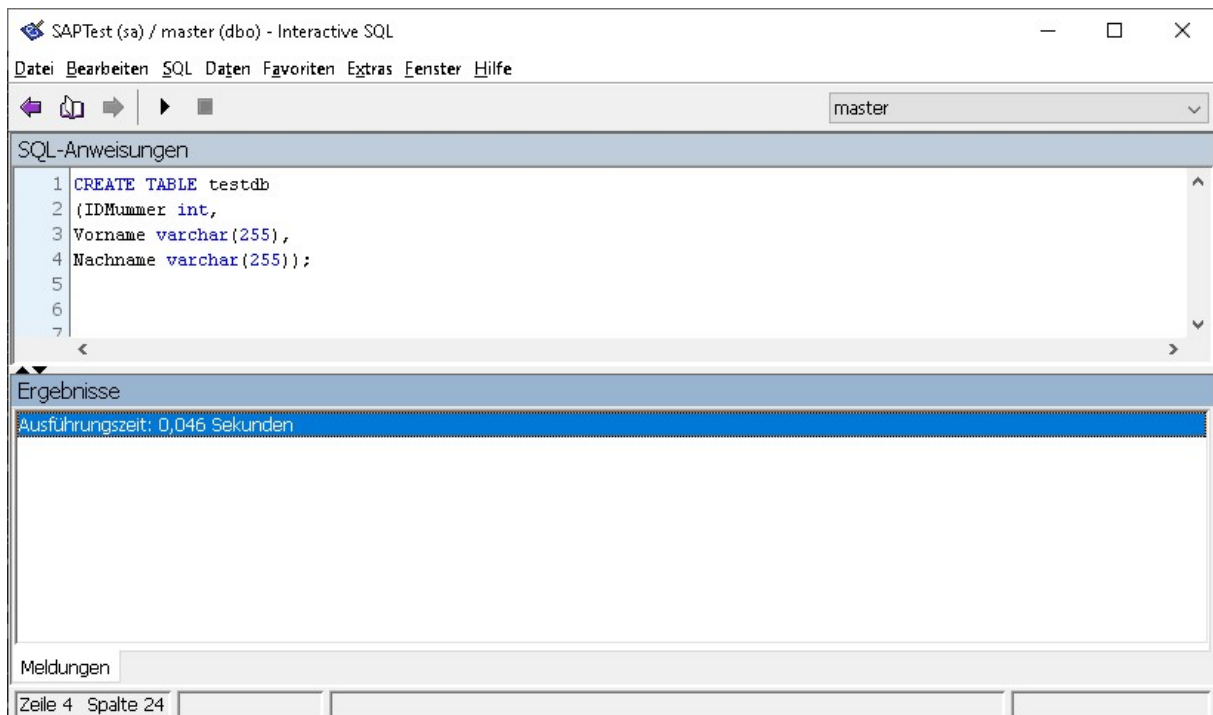 SAPTest (sa) / master (dbo) - Interactive SQL
Datei Bearbeiten SQL Daten Favoriten Extras Fenster Hilfe
master
SQL-Anweisungen
1 CREATE TABLE testdb
2 (IDMummer int,
3 Vorname varchar(255),
4 Nachname varchar(255));
5
6
7
Ergebnisse
Ausführungszeit: 0,046 Sekunden
Meldungen
Zeile 4 Spalte 24